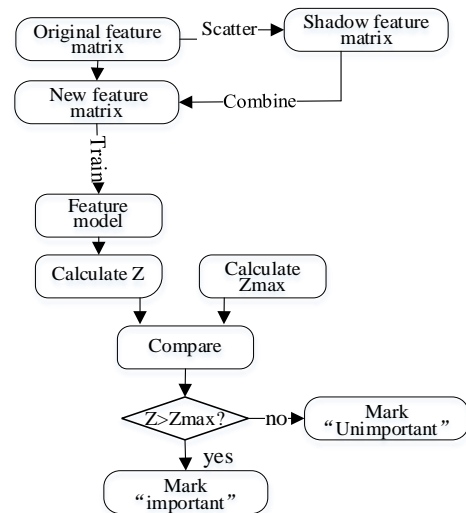 Original feature
matrix
Scatter
Shadow feature
matrix
New feature
matrix
Combine
Train
Feature
model
Calculate Z
Calculate
Zmax
Compare
Z>Zmax?
no
Mark
“Unimportant”
yes
Mark
“important”